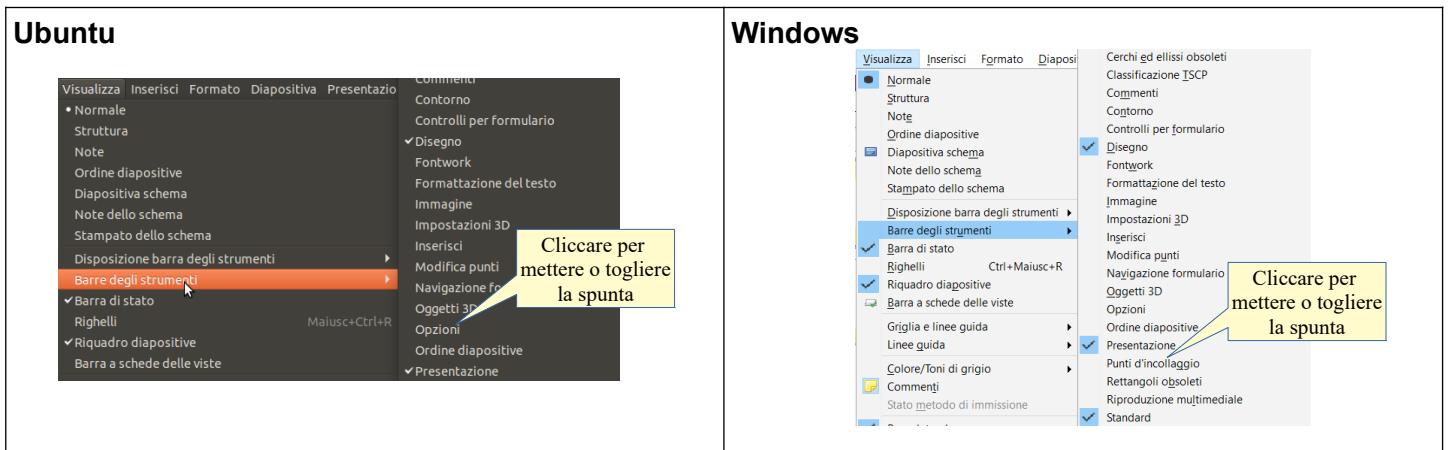 Ubuntu
Visualizza Inserisci Formato Diapositiva Presentazio
• Normale
Struttura
Note
Ordine diapositive
Diapositiva schema
Note dello schema
Stampato dello schema
Disposizione barra degli strumenti
Barre degli strumenti
Barra di stato
Righelli Maiusc+Ctrl+R
Riquadro diapositive
Barra a schede delle viste
Commenti
Contorno
Controlli per formulario
Disegno
Fontwork
Formattazione del testo
Immagine
Impostazioni 3D
Inserisci
Modifica punti
Navigazione fo
Oggetti 3D
Opzioni
Ordine diapositive
Presentazione
Cliccare per
mettere o togliere
la spunta
Windows
Visualizza Inserisci Formato Diaposi
Normale
Struttura
Note
Ordine diapositive
Diapositiva schema
Note dello schema
Stampato dello schema
Disposizione barra degli strumenti
Barre degli strumenti
Barra di stato
Righelli Ctrl+Maiusc+R
Riquadro diapositive
Barra a schede delle viste
Griglia e linee guida
Linee guida
Colore/Toni di grigio
Commenti
Stato metodo di immissione
Cerchi ed ellissi obsoleti
Classificazione TSCP
Commenti
Contorno
Controlli per formulario
Disegno
Fontwork
Formattazione del testo
Immagine
Impostazioni 3D
Inserisci
Modifica punti
Navigazione formulario
Oggetti 3D
Opzioni
Ordine diapositive
Presentazione
Punti d'incollaggio
Rettangoli obsoleti
Riproduzione multimediale
Standard
Cliccare per
mettere o togliere
la spunta